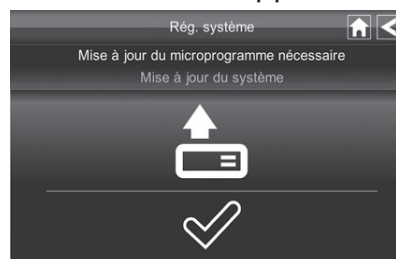 Rég. système
Mise à jour du microprogramme nécessaire
Mise à jour du système